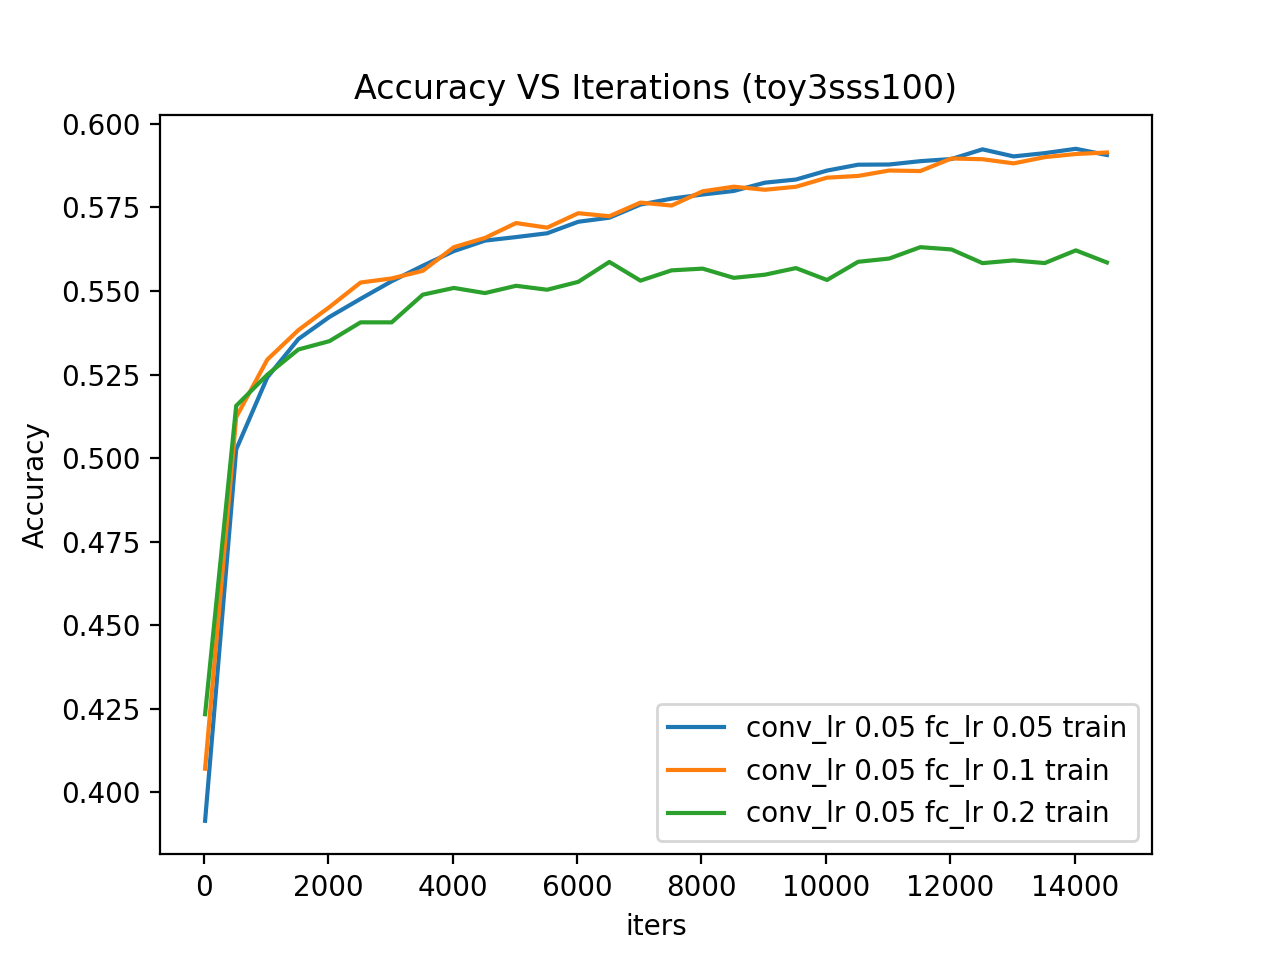 Accuracy VS Iterations (toy3sss100)
0.600
0.575
0.550
0.525
0.500
0.475
0.450
0.425
0.400
Accuracy
conv_lr 0.05 fc_lr 0.05 train
conv_lr 0.05 fc_lr 0.1 train
conv_lr 0.05 fc_lr 0.2 train
0 2000 4000 6000 8000 10000 12000 14000
iters